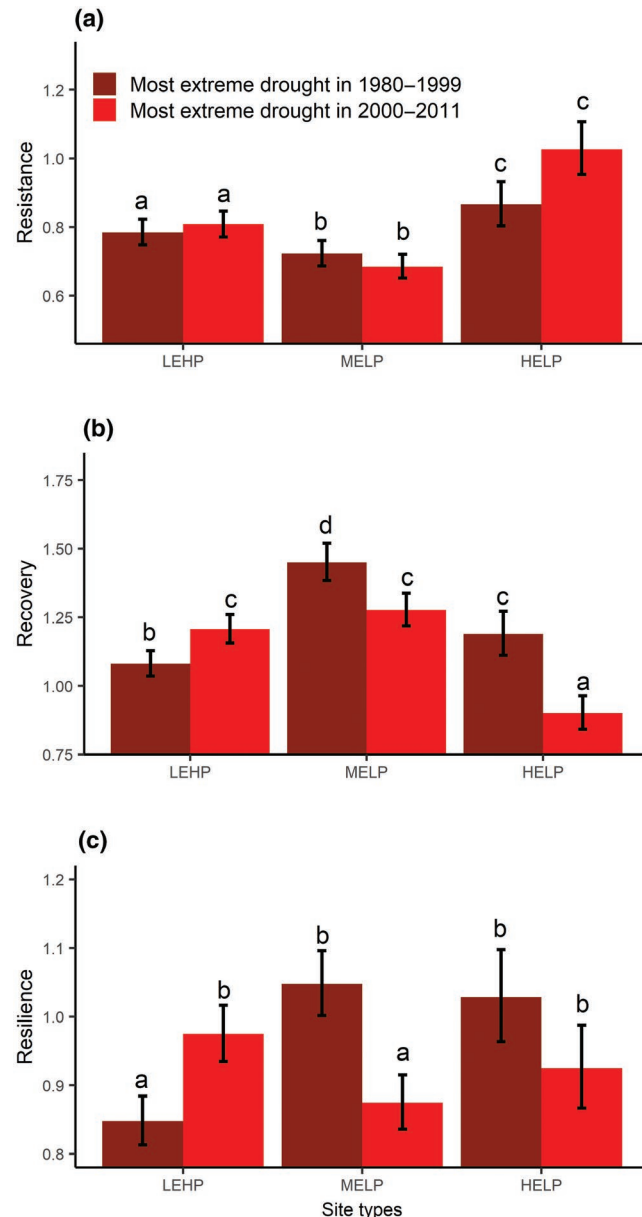 (a)
1.2
1.0
0.8
0.6
Resistance
Most extreme drought in 1980–1999
Most extreme drought in 2000–2011
a
a
b
b
c
c
LEHP
MELP
HELP
(b)
1.75
1.50
1.25
1.00
0.75
Recovery
b
c
d
c
c
a
LEHP
MELP
HELP
(c)
1.2
1.1
1.0
0.9
0.8
Resilience
a
b
b
a
b
b
LEHP
MELP
HELP
Site types